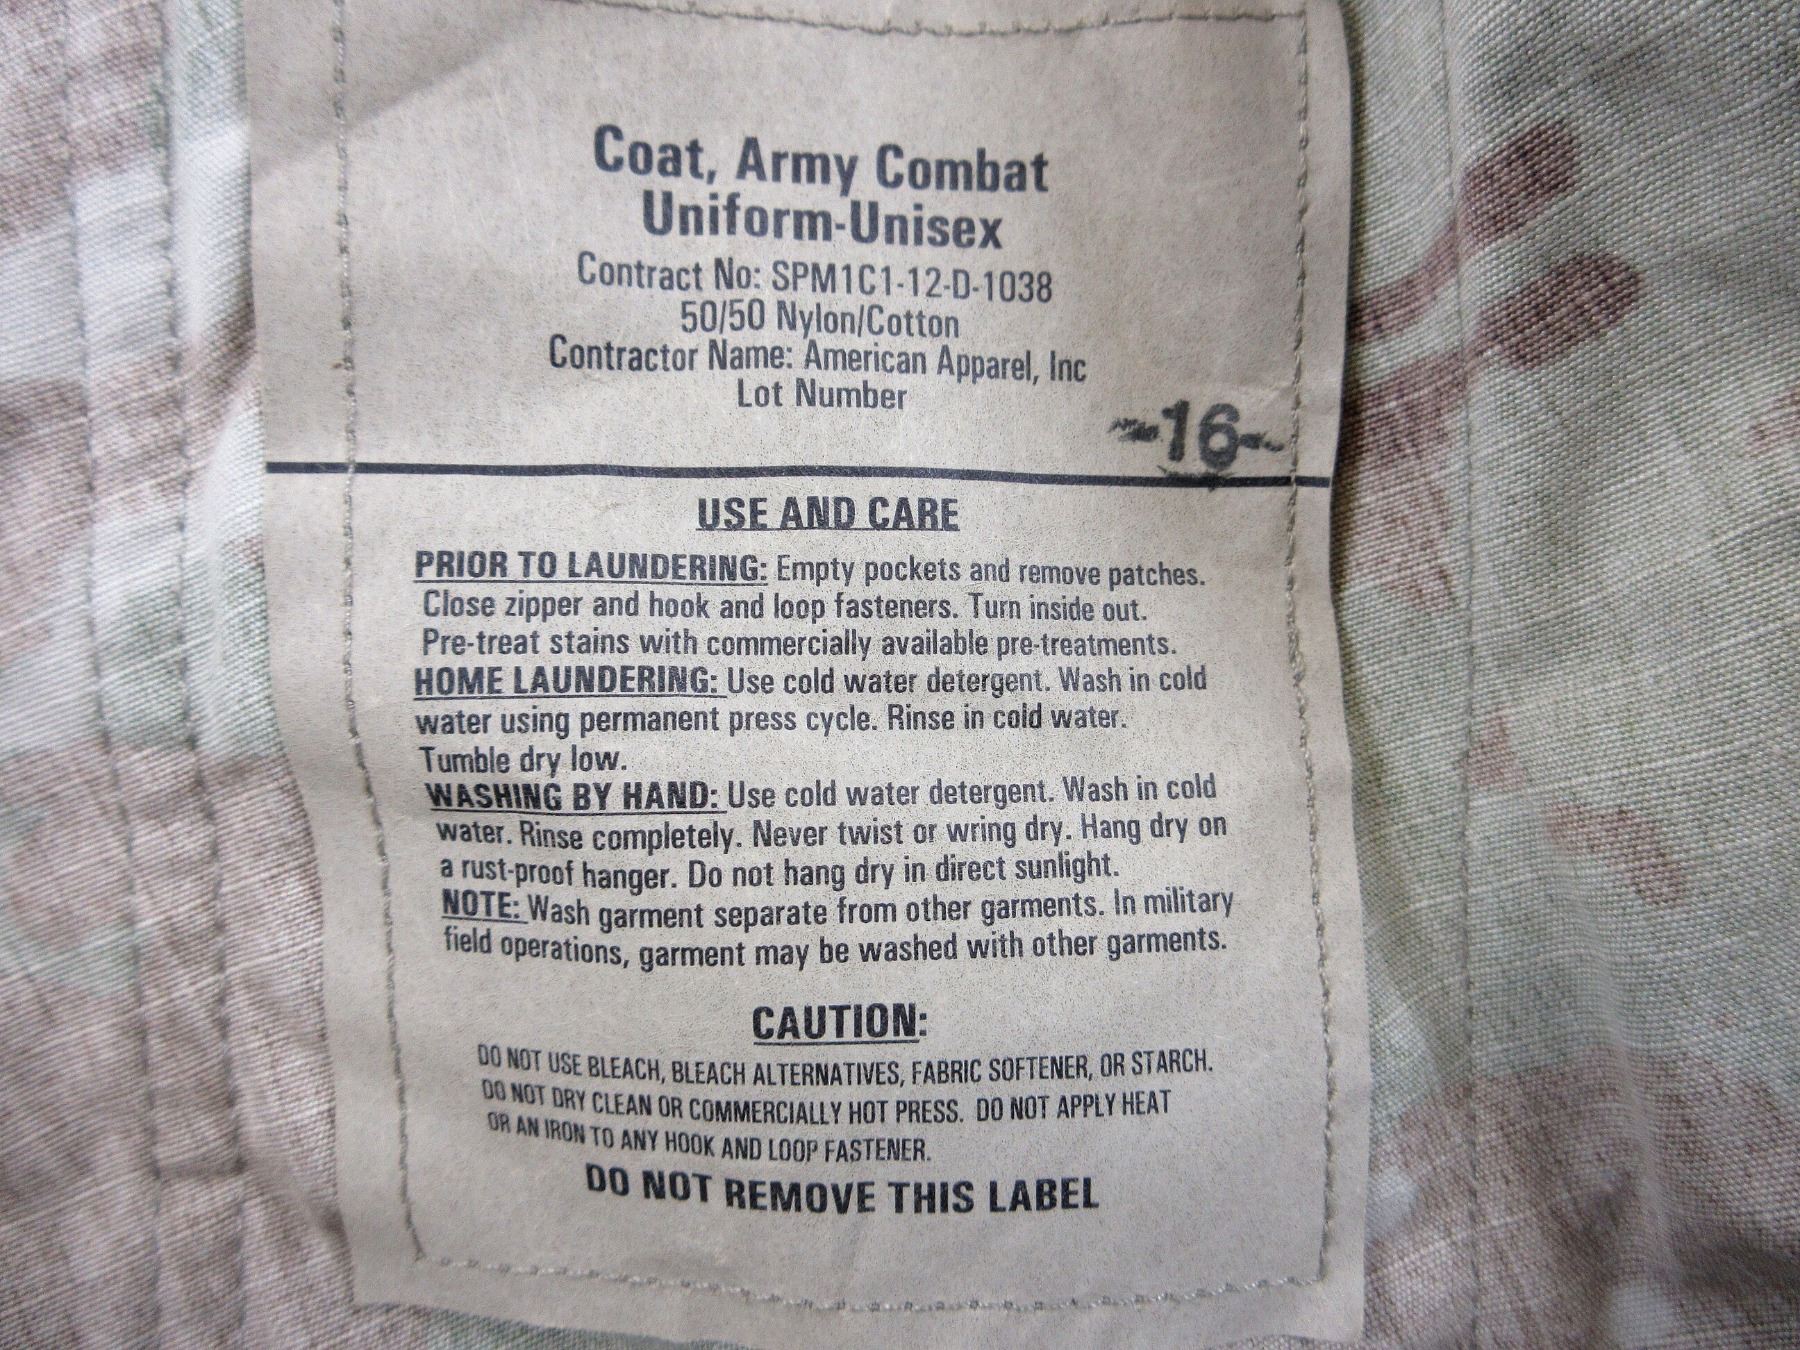 Coat, Army Combat
Uniform-Unisex
Contract No: SPM1C1-12-D-1038
50/50 Nylon/Cotton
Contractor Name: American Apparel, Inc
Lot Number
-16-
USE AND CARE
PRIOR TO LAUNDERING: Empty pockets and remove patches.
Close zipper and hook and loop fasteners. Turn inside out.
Pre-treat stains with commercially available pre-treatments.
HOME LAUNDERING: Use cold water detergent. Wash in cold
water using permanent press cycle. Rinse in cold water.
Tumble dry low.
WASHING BY HAND: Use cold water detergent. Wash in cold
water. Rinse completely. Never twist or wring dry. Hang dry on
a rust-proof hanger. Do not hang dry in direct sunlight.
NOTE: Wash garment separate from other garments. In military
field operations, garment may be washed with other garments.
CAUTION:
DO NOT USE BLEACH, BLEACH ALTERNATIVES, FABRIC SOFTENER, OR STARCH.
DO NOT DRY CLEAN OR COMMERCIALLY HOT PRESS. DO NOT APPLY HEAT
OR AN IRON TO ANY HOOK AND LOOP FASTENER.
DO NOT REMOVE THIS LABEL